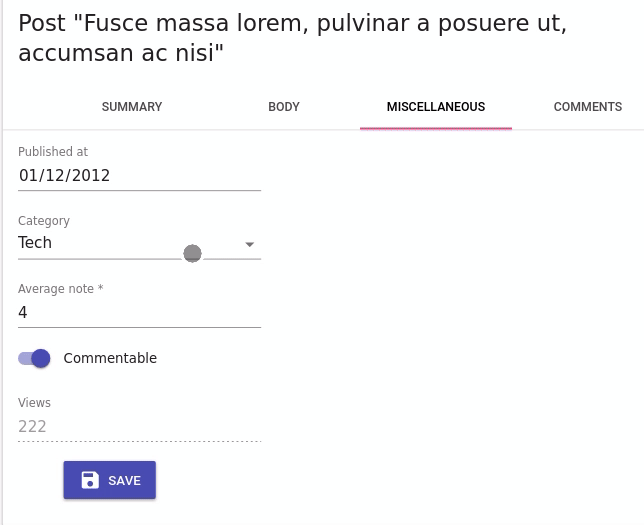 Post "Fusce massa lorem, pulvinar a posuere ut,
accumsan ac nisi"
SUMMARY BODY MISCELLANEOUS COMMENTS
Published at
01/12/2012
Category
Tech
Average note *
4
Commentable
Views
222
SAVE